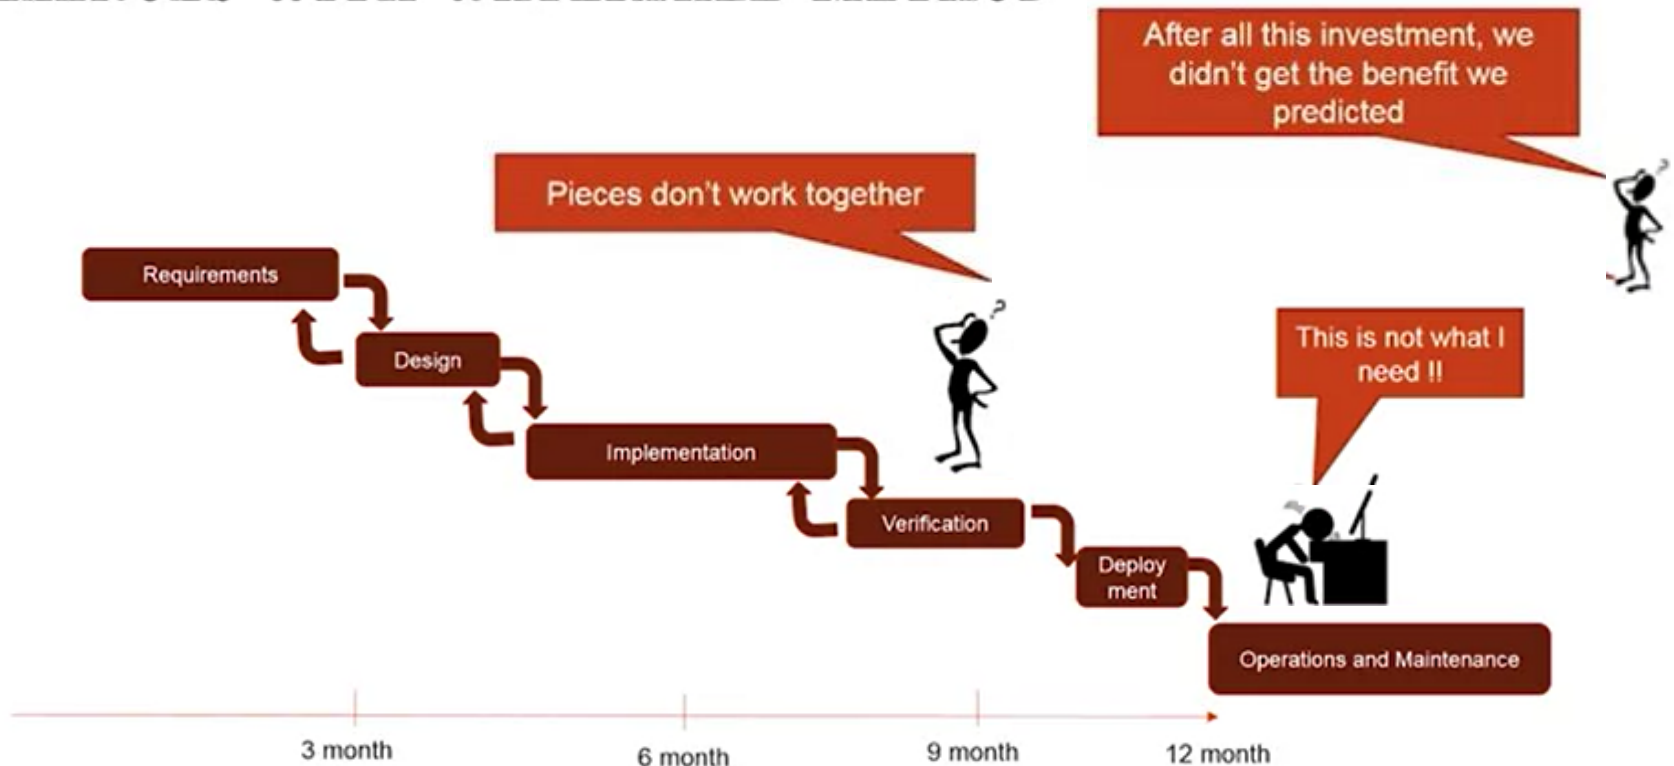 After all this investment, we
didn't get the benefit we
predicted
Pieces don't work together
Requirements
This is not what I
need !!
Design
Implementation
Verification
Deploy
ment
Operations and Maintenance
3 month
6 month
9 month
12 month